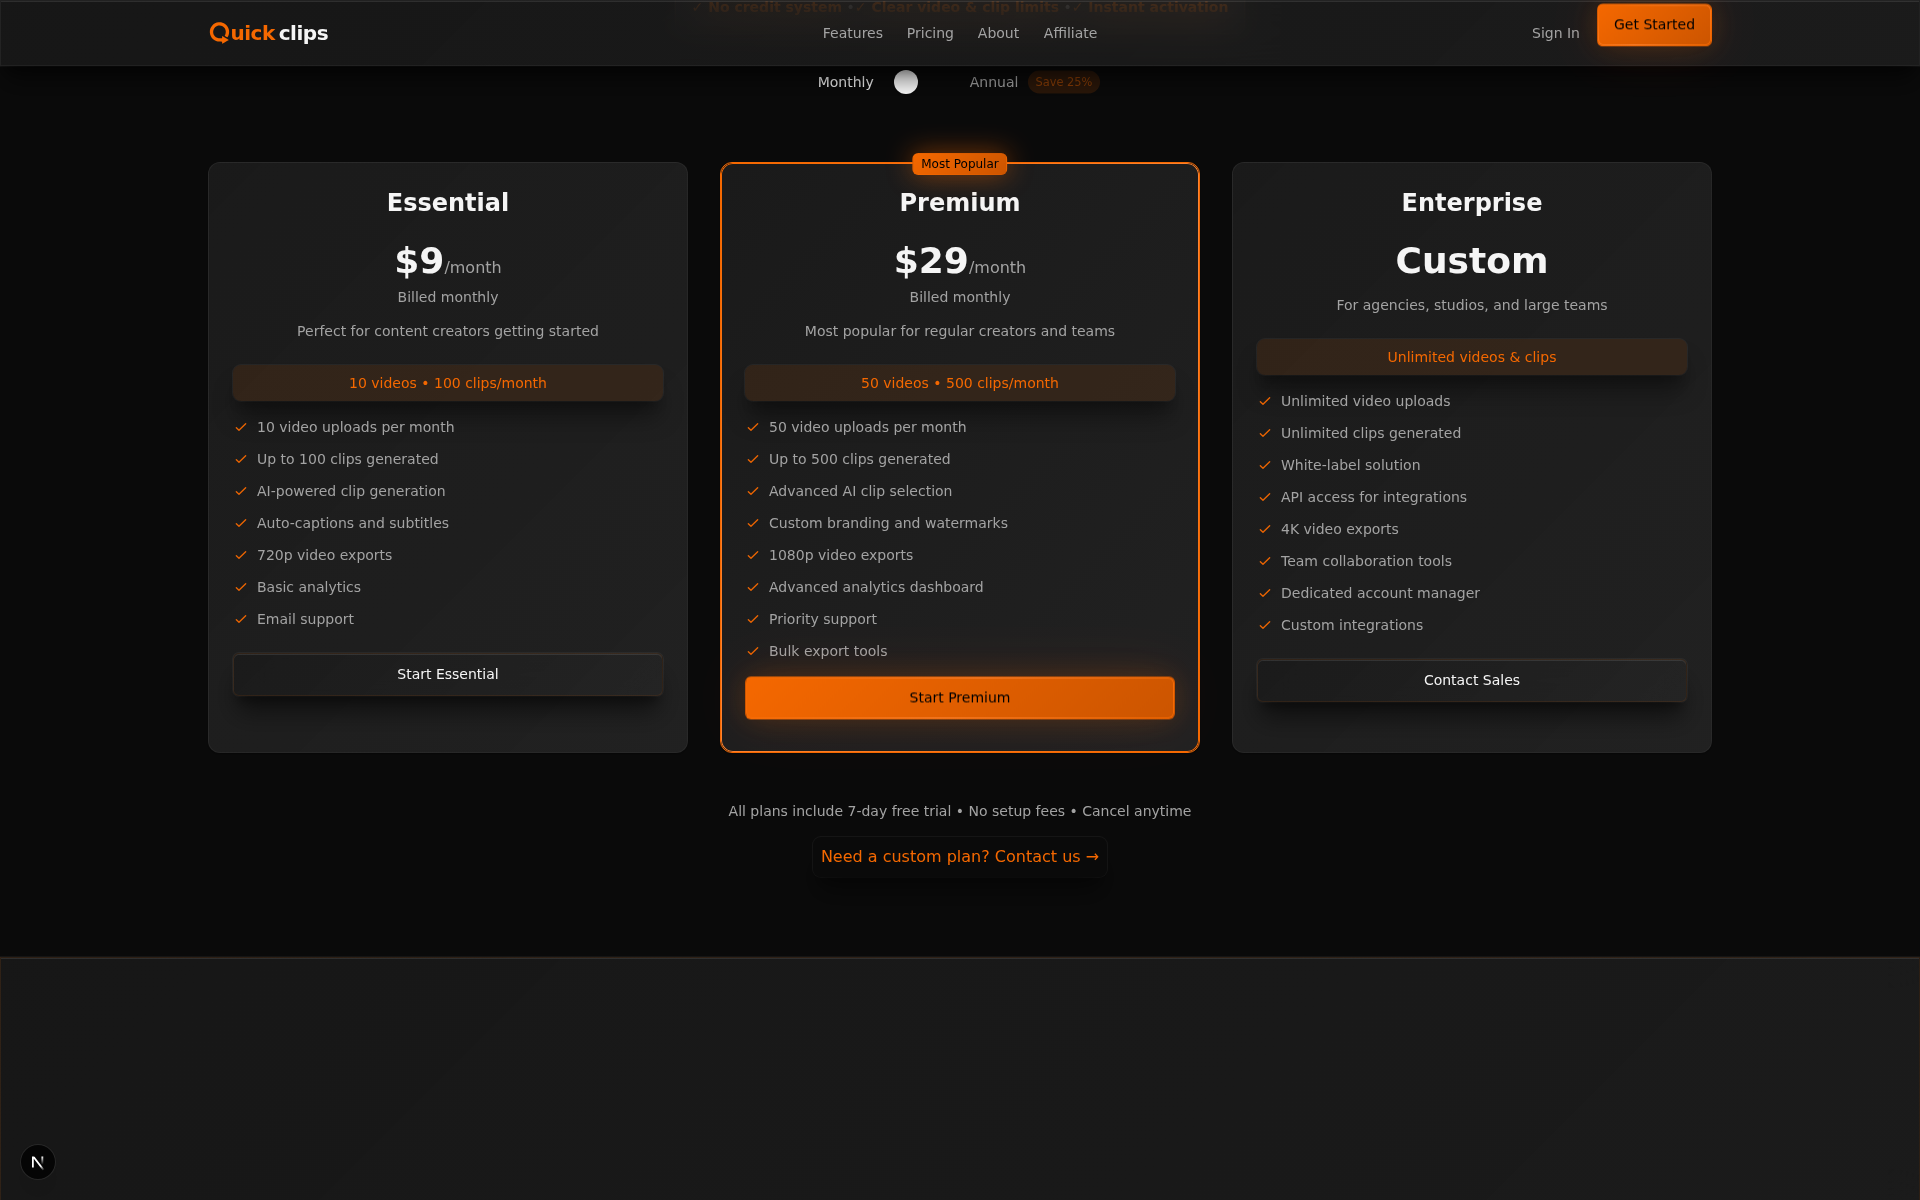 ✓ No credit system • ✓ Clear video & clip limits • ✓ Instant activation
Quick clips
Features
Pricing
About
Affiliate
Sign In
Get Started
Monthly
Annual
Save 25%
Essential
$9/month
Billed monthly
Perfect for content creators getting started
10 videos • 100 clips/month
10 video uploads per month
Up to 100 clips generated
AI-powered clip generation
Auto-captions and subtitles
720p video exports
Basic analytics
Email support
Start Essential
Most Popular
Premium
$29/month
Billed monthly
Most popular for regular creators and teams
50 videos • 500 clips/month
50 video uploads per month
Up to 500 clips generated
Advanced AI clip selection
Custom branding and watermarks
1080p video exports
Advanced analytics dashboard
Priority support
Bulk export tools
Start Premium
Enterprise
Custom
For agencies, studios, and large teams
Unlimited videos & clips
Unlimited video uploads
Unlimited clips generated
White-label solution
API access for integrations
4K video exports
Team collaboration tools
Dedicated account manager
Custom integrations
Contact Sales
All plans include 7-day free trial • No setup fees • Cancel anytime
Need a custom plan? Contact us →
N